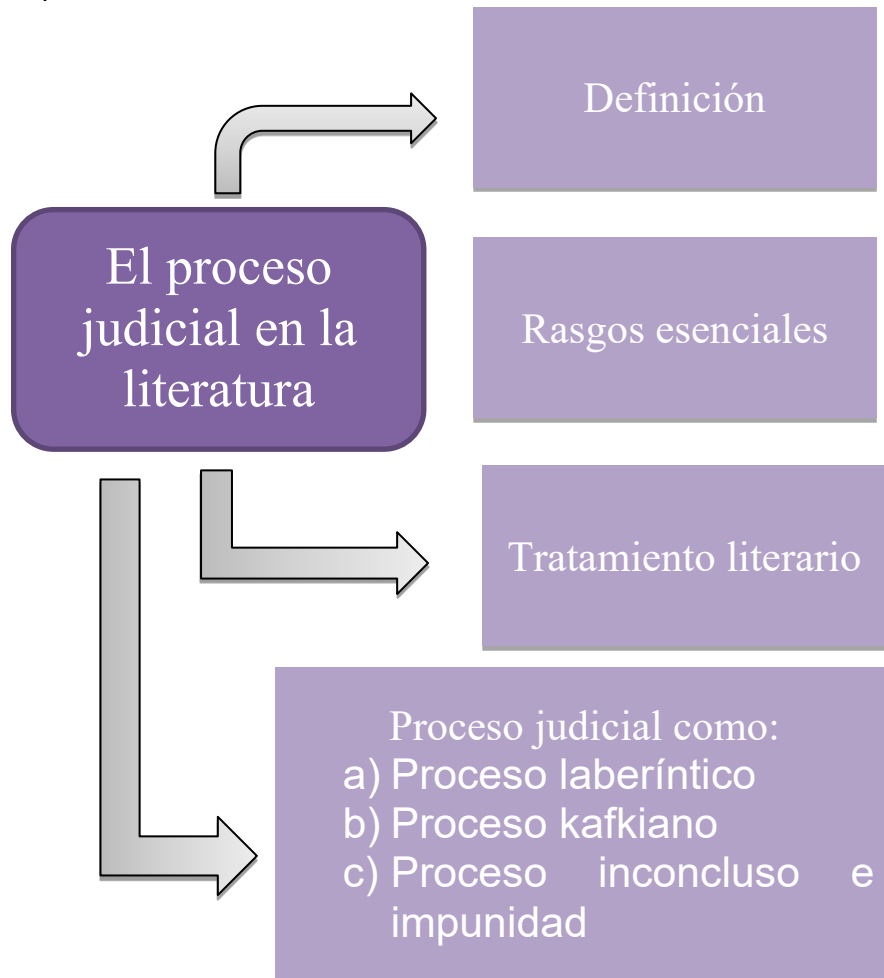 Definición
El proceso
judicial en la
literatura
Rasgos esenciales
Tratamiento literario
Proceso judicial como:
a) Proceso laberíntico
b) Proceso kafkiano
c) Proceso inconcluso e
impunidad